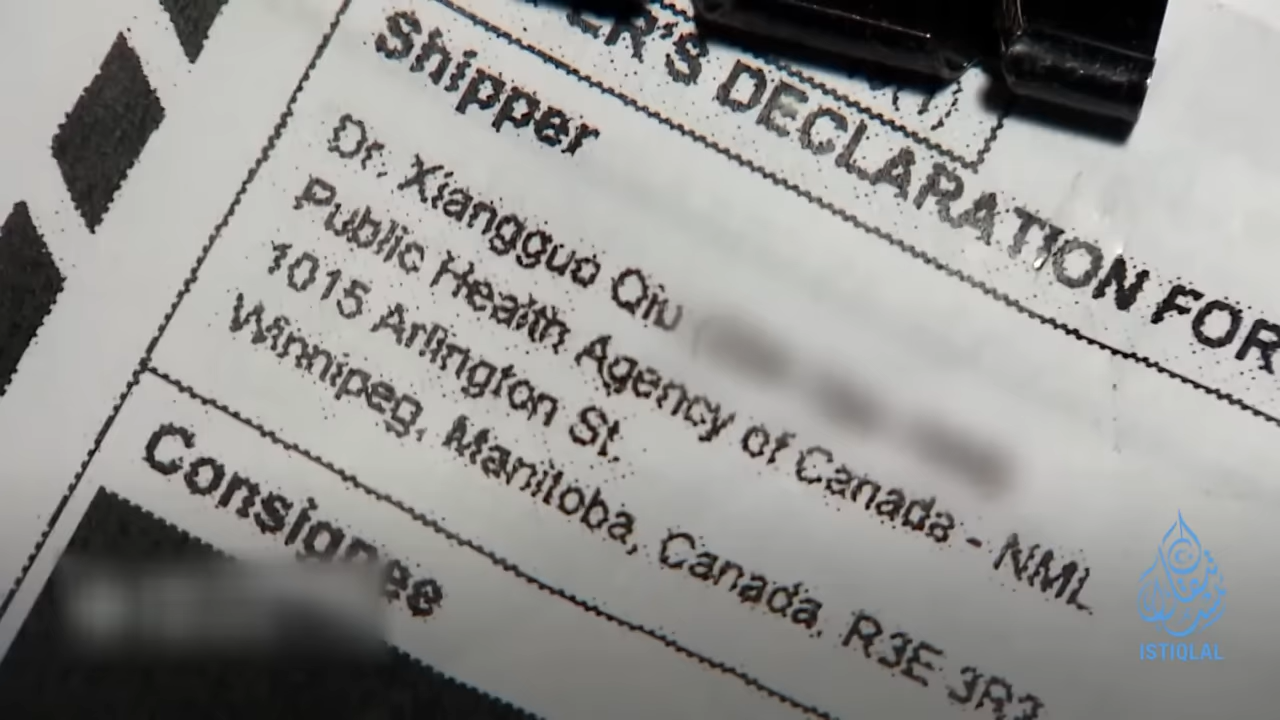 ER'S DECLARATION FOR
Shipper
Dr. Xiangguo Qiu
Public Health Agency of Canada - NML
1015 Arlington St.
Winnipeg, Manitoba, Canada, R3E
Consignee
ISTIQLAL